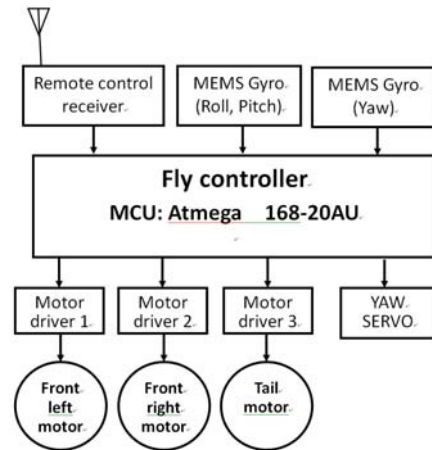 Remote control
receiver
MEMS Gyro
(Roll, Pitch)
MEMS Gyro
(Yaw)
Fly controller
MCU: Atmega 168-20AU
Motor
driver 1
Motor
driver 2
Motor
driver 3
YAW
SERVO
Front
left
motor
Front
right
motor
Tail
motor